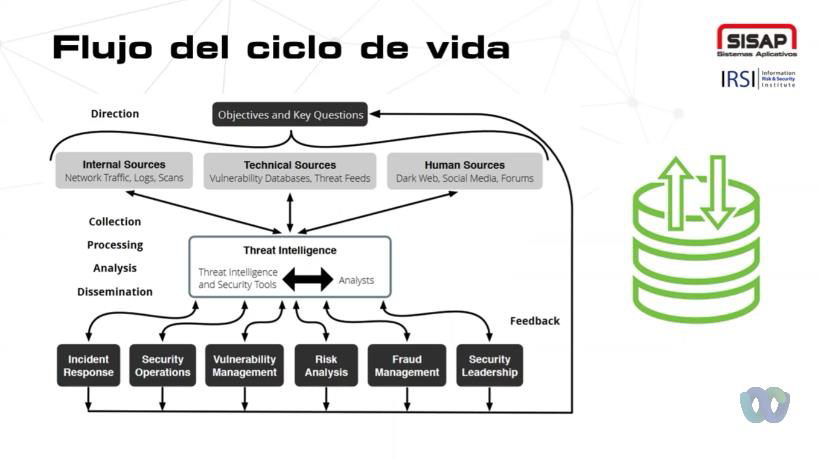 Flujo del ciclo de vida
SISAP
Sistemas Aplicativos
IRSI
Information
Risk & Security
Institute
Direction
Objectives and Key Questions
Internal Sources
Network Traffic, Logs, Scans
Technical Sources
Vulnerability Databases, Threat Feeds
Human Sources
Dark Web, Social Media, Forums
Collection
Processing
Analysis
Dissemination
Threat Intelligence
Threat Intelligence
and Security Tools
Analysts
Feedback
Incident
Response
Security
Operations
Vulnerability
Management
Risk
Analysis
Fraud
Management
Security
Leadership